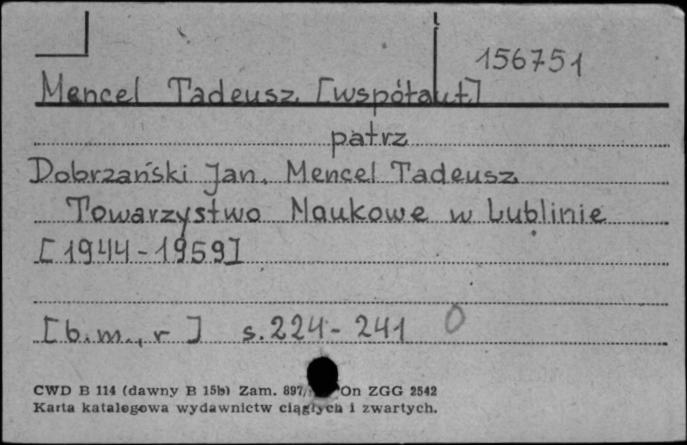 156751
Mencel Tadeusz. [współaut]
patrz
Dobrzański Jan, Mencel Tadeusz
Towarzystwo Naukowe w Lublinie
[1944-1959]
[b.m., r ] s. 224-241 0
CWD B 114 (dawny B 15b) Zam. 897/ On ZGG 2542
Karta katalogowa wydawnictw ciągłych i zwartych.